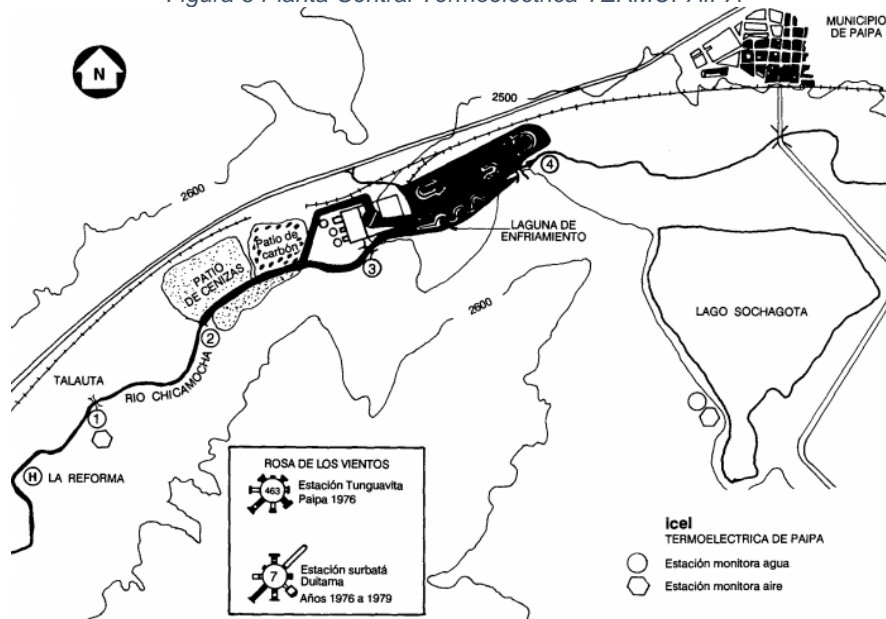 Figura 3 Planta Central Termoeléctrica TERMOPAIPA
MUNICIPIO
DE PAIPA
N
2500
2600
4
LAGUNA DE
ENFRIAMIENTO
Patio de
carbón
PATIO
DE CENIZAS
3
2600
LAGO SOCHAGOTA
2
TALAUTA
RIO CHICAMOCHA
1
H LA REFORMA
ROSA DE LOS VIENTOS
463
Estación Tunguavita
Paipa 1976
7
Estación surbatá
Duitama
Años 1976 a 1979
icel
TERMOELECTRICA DE PAIPA
Estación monitora agua
Estación monitora aire